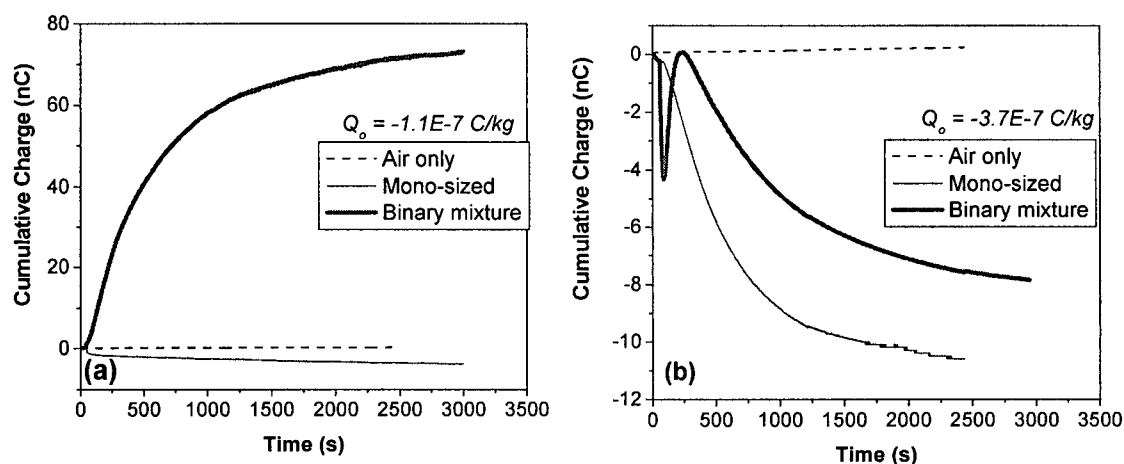 80
60
40
20
0
Cumulative Charge (nC)
Q_o = -1.1E-7 C/kg
Air only
Mono-sized
Binary mixture
(a)
0 500 1000 1500 2000 2500 3000 3500
Time (s)
0
-2
-4
-6
-8
-10
-12
Cumulative Charge (nC)
Q_o = -3.7E-7 C/kg
Air only
Mono-sized
Binary mixture
(b)
0 500 1000 1500 2000 2500 3000 3500
Time (s)